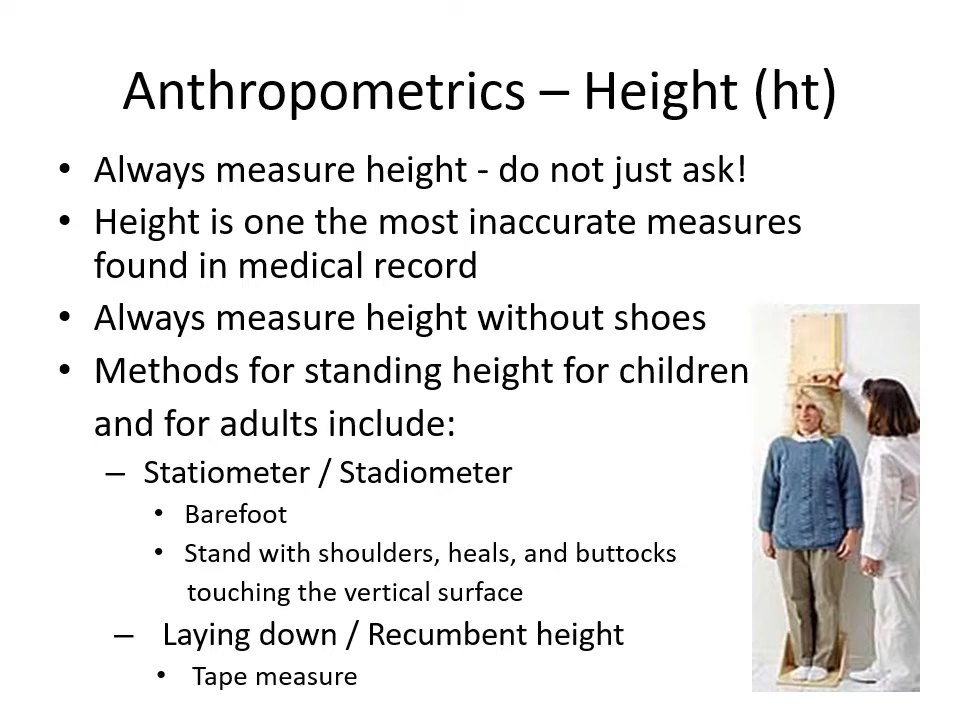 Anthropometrics – Height (ht)
• Always measure height - do not just ask!
• Height is one the most inaccurate measures
found in medical record
• Always measure height without shoes
• Methods for standing height for children
and for adults include:
– Statiometer / Stadiometer
• Barefoot
• Stand with shoulders, heals, and buttocks
touching the vertical surface
– Laying down / Recumbent height
• Tape measure